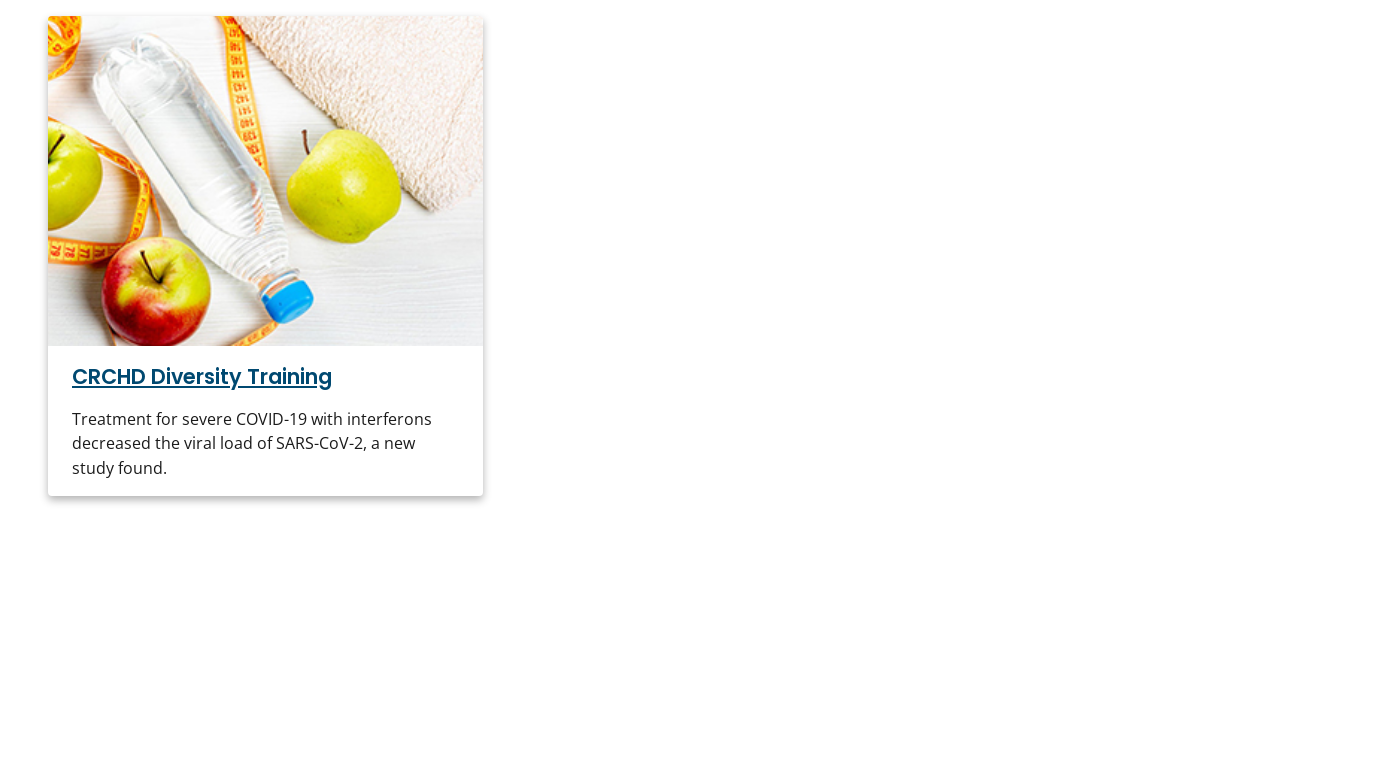 CRCHD Diversity Training
Treatment for severe COVID-19 with interferons
decreased the viral load of SARS-CoV-2, a new
study found.